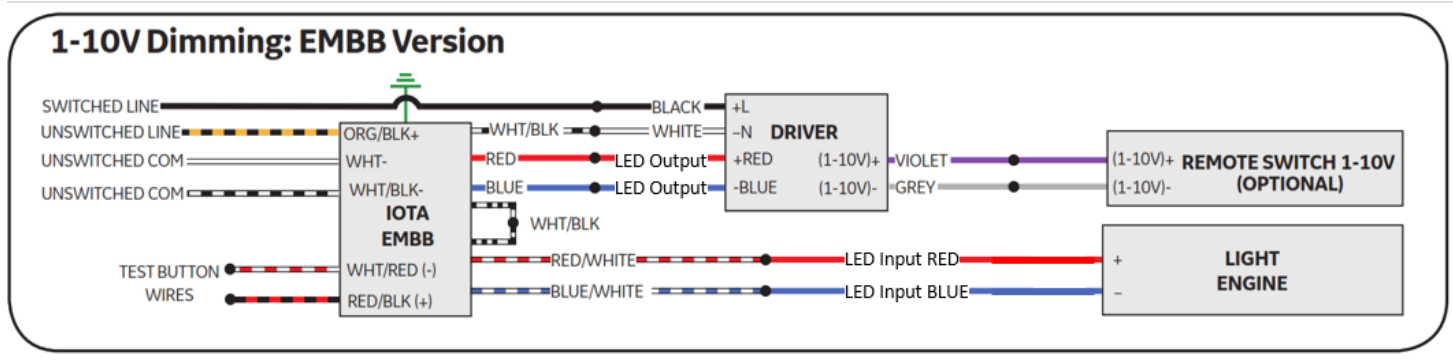 1-10V Dimming: EMBB Version
SWITCHED LINE
BLACK
+L
UNSWITCHED LINE
ORG/BLK+
WHT/BLK
WHITE
–N
DRIVER
UNSWITCHED COM
WHT-
RED
LED Output
+RED
(1-10V)+
VIOLET
(1-10V)+
REMOTE SWITCH 1-10V
(OPTIONAL)
UNSWITCHED COM
WHT/BLK-
BLUE
LED Output
-BLUE
(1-10V)-
GREY
(1-10V)-
IOTA
EMBB
WHT/BLK
TEST BUTTON
WIRES
WHT/RED (-)
RED/WHITE
LED Input RED
+
LIGHT
ENGINE
RED/BLK (+)
BLUE/WHITE
LED Input BLUE
–